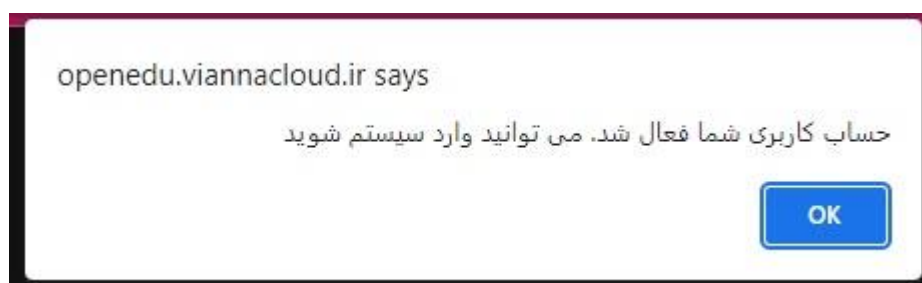 openedu.viannacloud.ir says
حساب کاربری شما فعال شد. می توانید وارد سیستم شوید
OK